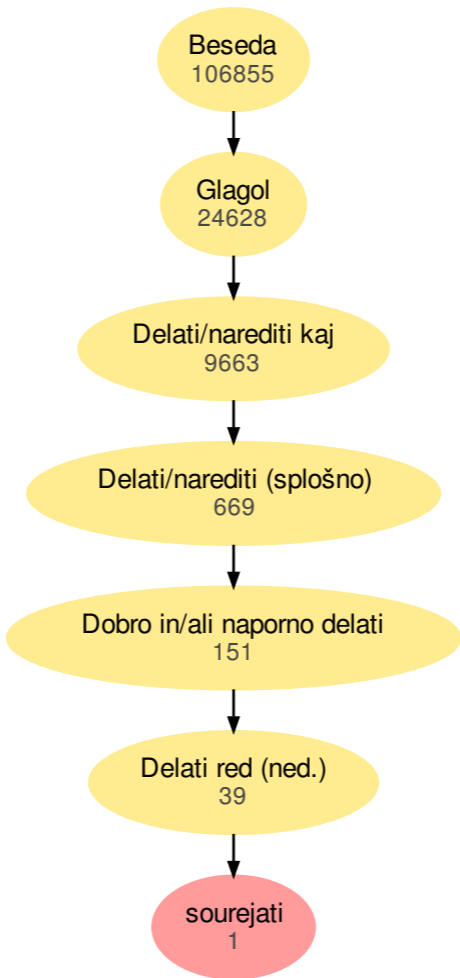 Beseda
106855
Glagol
24628
Delati/narediti kaj
9663
Delati/narediti (splošno)
669
Dobro in/ali naporno delati
151
Delati red (ned.)
39
sourejati
1